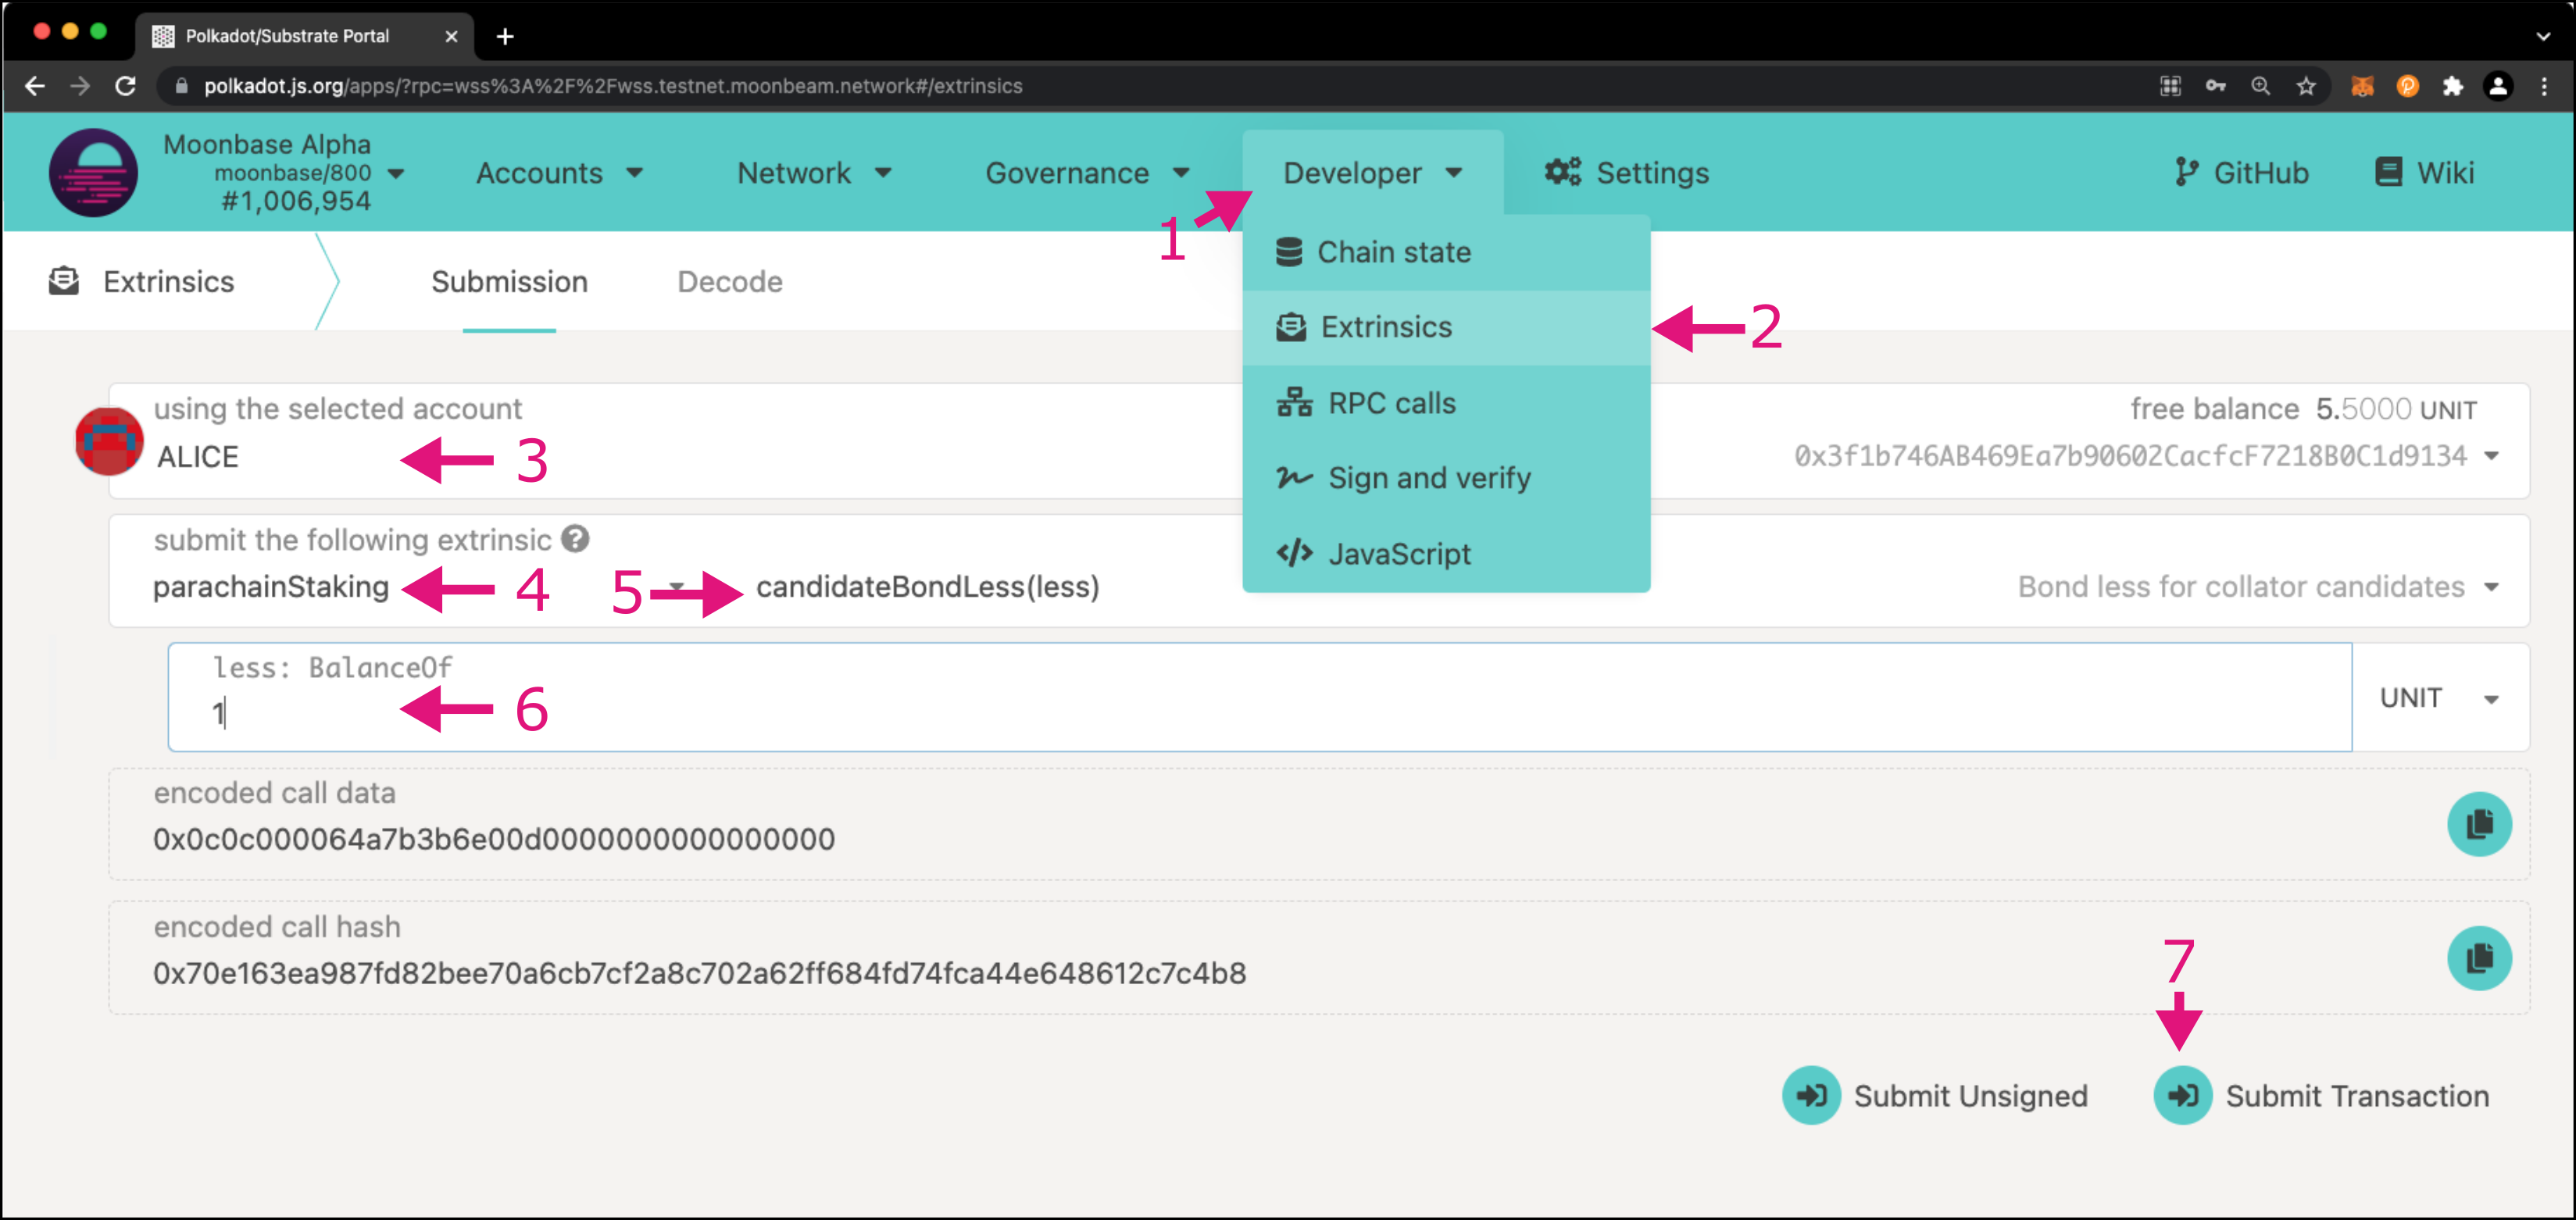 Polkadot/Substrate Portal
polkadot.js.org/apps/?rpc=wss%3A%2F%2Fwss.testnet.moonbeam.network#/extrinsics
Moonbase Alpha
moonbase/800
#1,006,954
Accounts
Network
Governance
Developer
Settings
GitHub
Wiki
1
Chain state
Extrinsics
2
RPC calls
Sign and verify
JavaScript
Extrinsics
Submission
Decode
using the selected account
ALICE
3
free balance 5.5000 UNIT
0x3f1b746AB469Ea7b90602CacfcF7218B0C1d9134
submit the following extrinsic
parachainStaking
4
5
candidateBondLess(less)
Bond less for collator candidates
less: BalanceOf
1
6
UNIT
encoded call data
0x0c0c000064a7b3b6e00d0000000000000000
encoded call hash
0x70e163ea987fd82bee70a6cb7cf2a8c702a62ff684fd74fca44e648612c7c4b8
7
Submit Unsigned
Submit Transaction